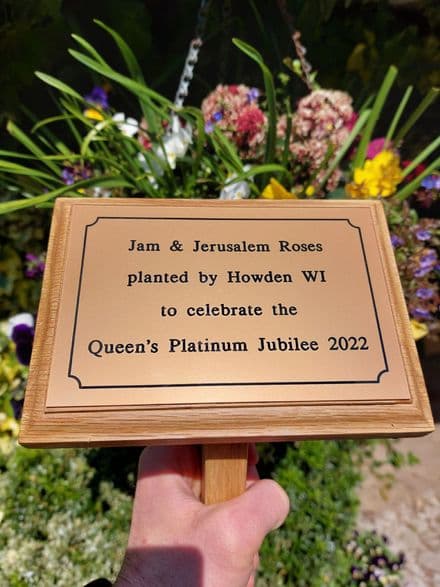 Jam & Jerusalem Roses
planted by Howden WI
to celebrate the
Queen's Platinum Jubilee 2022